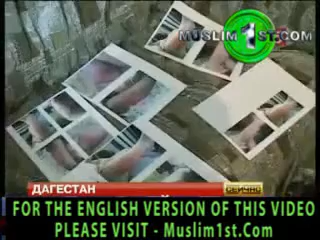 MUSLIM1ST.COM
ДАГЕСТАН
СЕЙЧАС
FOR THE ENGLISH VERSION OF THIS VIDEO
PLEASE VISIT - Muslim1st.Com